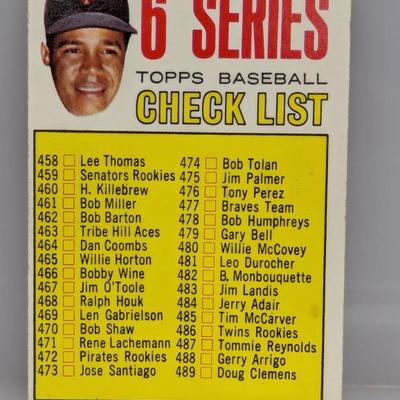 6 SERIES
TOPPS BASEBALL
CHECK LIST
458 Lee Thomas
459 Senators Rookies
460 H. Killebrew
461 Bob Miller
462 Bob Barton
463 Tribe Hill Aces
464 Dan Coombs
465 Willie Horton
466 Bobby Wine
467 Jim O'Toole
468 Ralph Houk
469 Len Gabrielson
470 Bob Shaw
471 Rene Lachemann
472 Pirates Rookies
473 Jose Santiago
474 Bob Tolan
475 Jim Palmer
476 Tony Perez
477 Braves Team
478 Bob Humphreys
479 Gary Bell
480 Willie McCovey
481 Leo Durocher
482 B. Monbouquette
483 Jim Landis
484 Jerry Adair
485 Tim McCarver
486 Twins Rookies
487 Tommie Reynolds
488 Gerry Arrigo
489 Doug Clemens